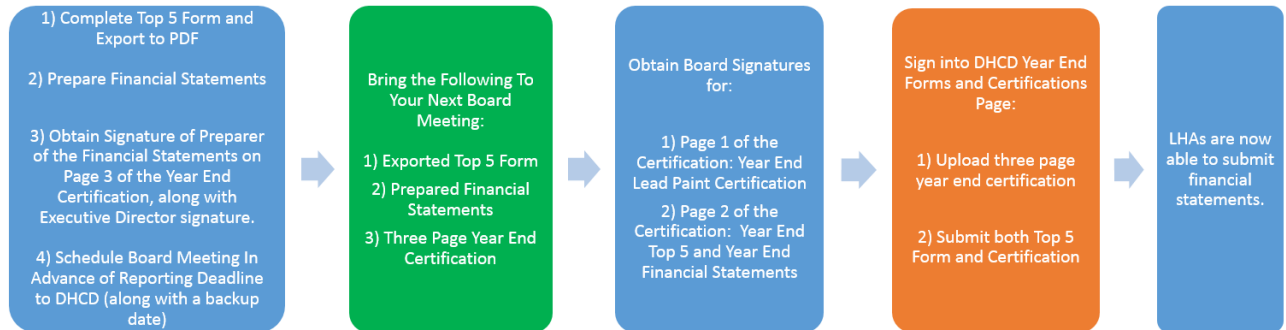 1) Complete Top 5 Form and
Export to PDF
2) Prepare Financial Statements
3) Obtain Signature of Preparer
of the Financial Statements on
Page 3 of the Year End
Certification, along with
Executive Director signature.
4) Schedule Board Meeting In
Advance of Reporting Deadline
to DHCD (along with a backup
date)
Bring the Following To
Your Next Board
Meeting:
1) Exported Top 5 Form
2) Prepared Financial
Statements
3) Three Page Year End
Certification
Obtain Board Signatures
for:
1) Page 1 of the
Certification: Year End
Lead Paint Certification
2) Page 2 of the
Certification:  Year End
Top 5 and Year End
Financial Statements
Sign into DHCD Year End
Forms and Certifications
Page:
1) Upload three page
year end certification
2) Submit both Top 5
Form and Certification
LHAs are now
able to submit
financial
statements.